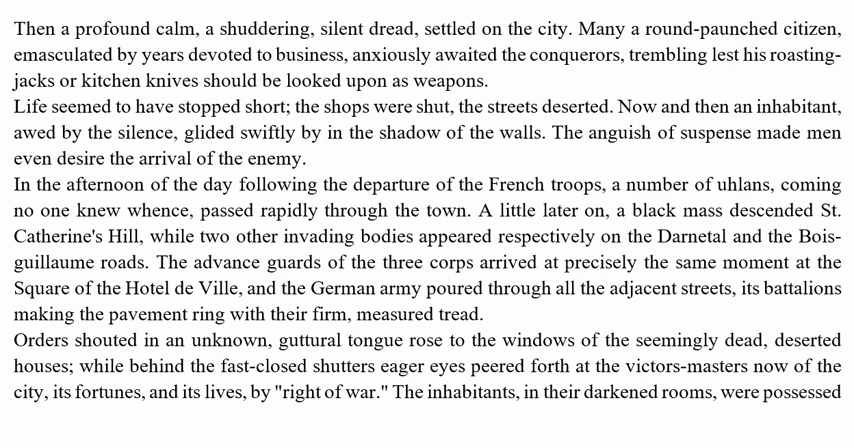 Then a profound calm, a shuddering, silent dread, settled on the city. Many a round-paunched citizen,
emasculated by years devoted to business, anxiously awaited the conquerors, trembling lest his roasting-
jacks or kitchen knives should be looked upon as weapons.
Life seemed to have stopped short; the shops were shut, the streets deserted. Now and then an inhabitant,
awed by the silence, glided swiftly by in the shadow of the walls. The anguish of suspense made men
even desire the arrival of the enemy.
In the afternoon of the day following the departure of the French troops, a number of uhlans, coming
no one knew whence, passed rapidly through the town. A little later on, a black mass descended St.
Catherine's Hill, while two other invading bodies appeared respectively on the Darnetal and the Bois-
guillaume roads. The advance guards of the three corps arrived at precisely the same moment at the
Square of the Hotel de Ville, and the German army poured through all the adjacent streets, its battalions
making the pavement ring with their firm, measured tread.
Orders shouted in an unknown, guttural tongue rose to the windows of the seemingly dead, deserted
houses; while behind the fast-closed shutters eager eyes peered forth at the victors-masters now of the
city, its fortunes, and its lives, by "right of war." The inhabitants, in their darkened rooms, were possessed